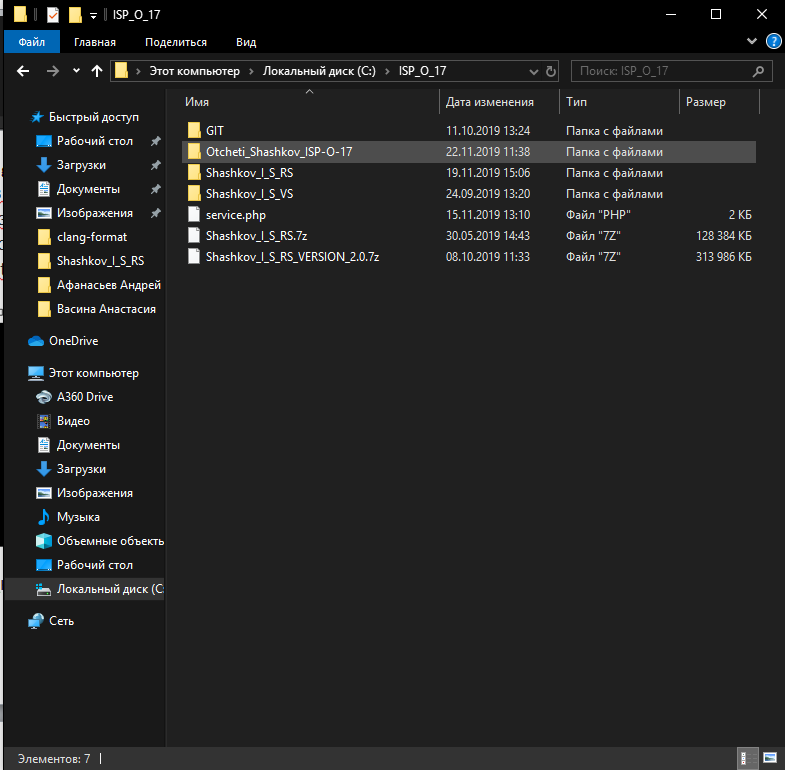 ISP_O_17
Файл Главная Поделиться Вид
Этот компьютер Локальный диск (C:) ISP_O_17 Поиск: ISP_O_17
Имя Дата изменения Тип Размер
GIT 11.10.2019 13:24 Папка с файлами
Otcheti_Shashkov_ISP-O-17 22.11.2019 11:38 Папка с файлами
Shashkov_I_S_RS 19.11.2019 15:06 Папка с файлами
Shashkov_I_S_VS 24.09.2019 13:20 Папка с файлами
service.php 15.11.2019 13:10 Файл "PHP" 2 КБ
Shashkov_I_S_RS.7z 30.05.2019 14:43 Файл "7Z" 128 384 КБ
Shashkov_I_S_RS_VERSION_2.0.7z 08.10.2019 11:33 Файл "7Z" 313 986 КБ
Быстрый доступ
Рабочий стол
Загрузки
Документы
Изображения
clang-format
Shashkov_I_S_RS
Афанасьев Андрей
Васина Анастасия
OneDrive
Этот компьютер
A360 Drive
Видео
Документы
Загрузки
Изображения
Музыка
Объемные объекть
Рабочий стол
Локальный диск (C:
Сеть
Элементов: 7